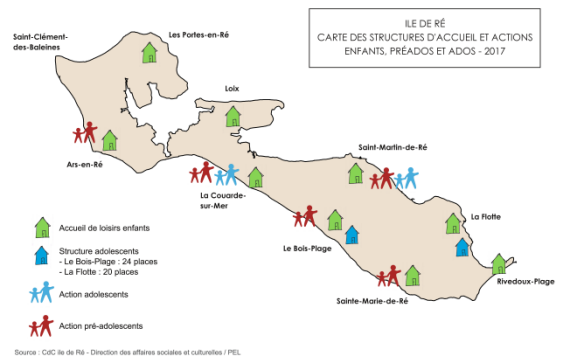 ILE DE RÉ
CARTE DES STRUCTURES D'ACCUEIL ET ACTIONS
ENFANTS, PRÉADOS ET ADOS - 2017
Saint-Clément-
des-Baleines
Les Portes-en-Ré
Loix
Ars-en-Ré
Saint-Martin-de-Ré
La Couarde-
sur-Mer
La Flotte
Le Bois-Plage
Rivedoux-Plage
Sainte-Marie-de-Ré
Accueil de loisirs enfants
Structure adolescents
- Le Bois-Plage : 24 places
- La Flotte : 20 places
Action adolescents
Action pré-adolescents
Source : CdC île de Ré - Direction des affaires sociales et culturelles / PEL